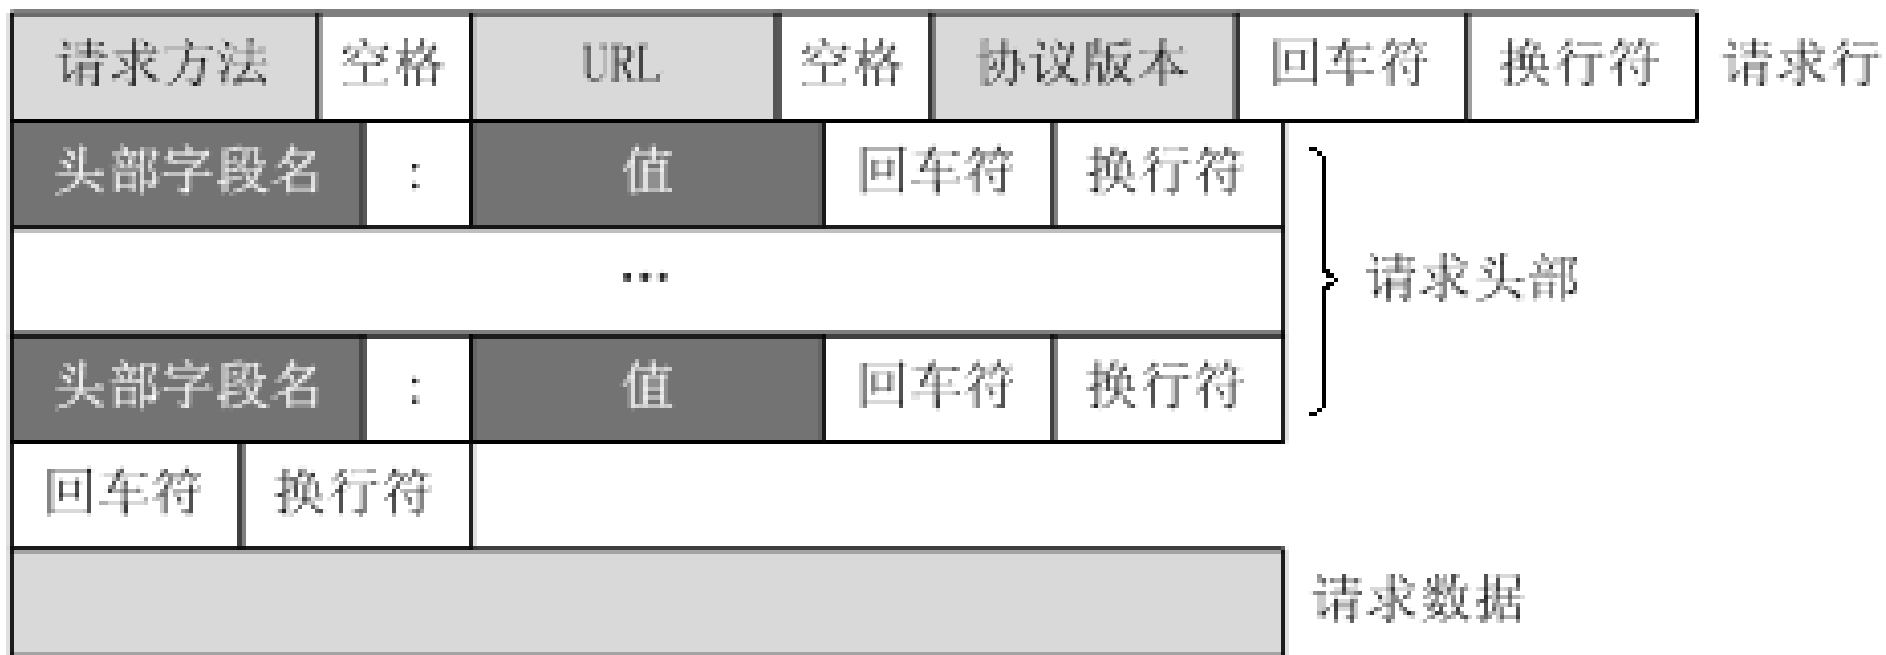 请求方法 空格 URL 空格 协议版本 回车符 换行符 请求行
头部字段名 : 值 回车符 换行符
...
请求头部
头部字段名 : 值 回车符 换行符
回车符 换行符
请求数据